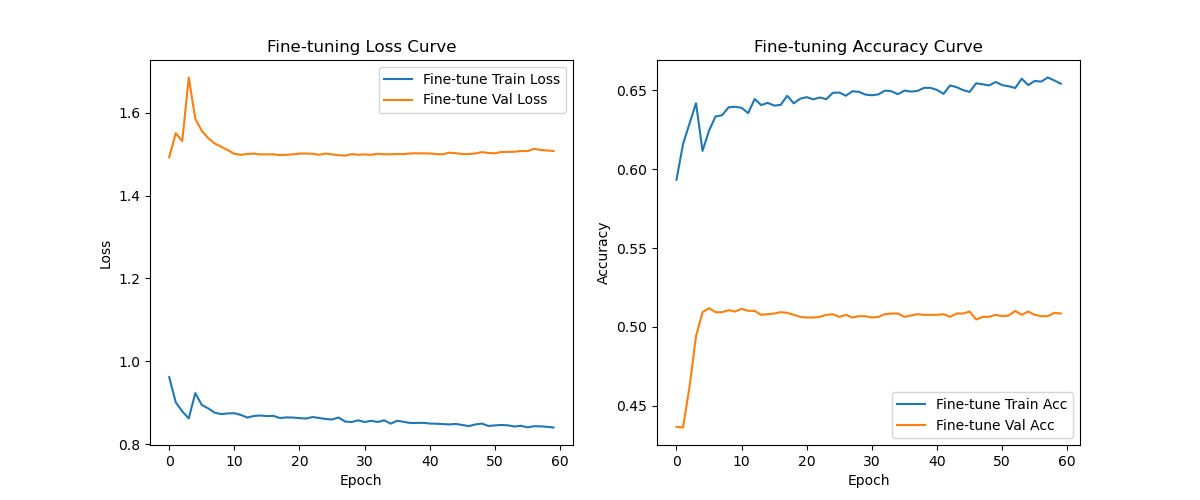 Fine-tuning Loss Curve
Fine-tune Train Loss
Fine-tune Val Loss
1.6
1.4
1.2
1.0
0.8
Loss
0
10
20
30
40
50
60
Epoch
Fine-tuning Accuracy Curve
0.65
0.60
0.55
0.50
0.45
Accuracy
Fine-tune Train Acc
Fine-tune Val Acc
0
10
20
30
40
50
60
Epoch